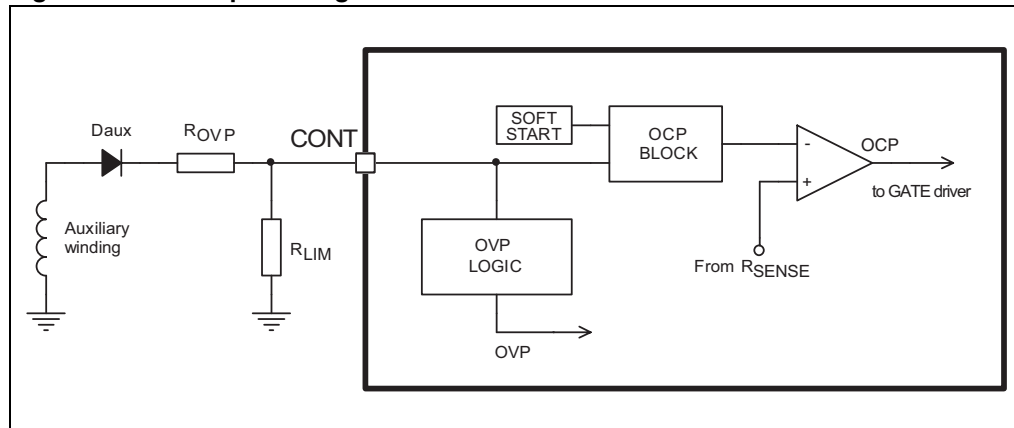 Daux
ROVP
CONT
Auxiliary
winding
RLIM
SOFT
START
OCP
BLOCK
-
+
OCP
to GATE driver
OVP
LOGIC
From RSENSE
OVP